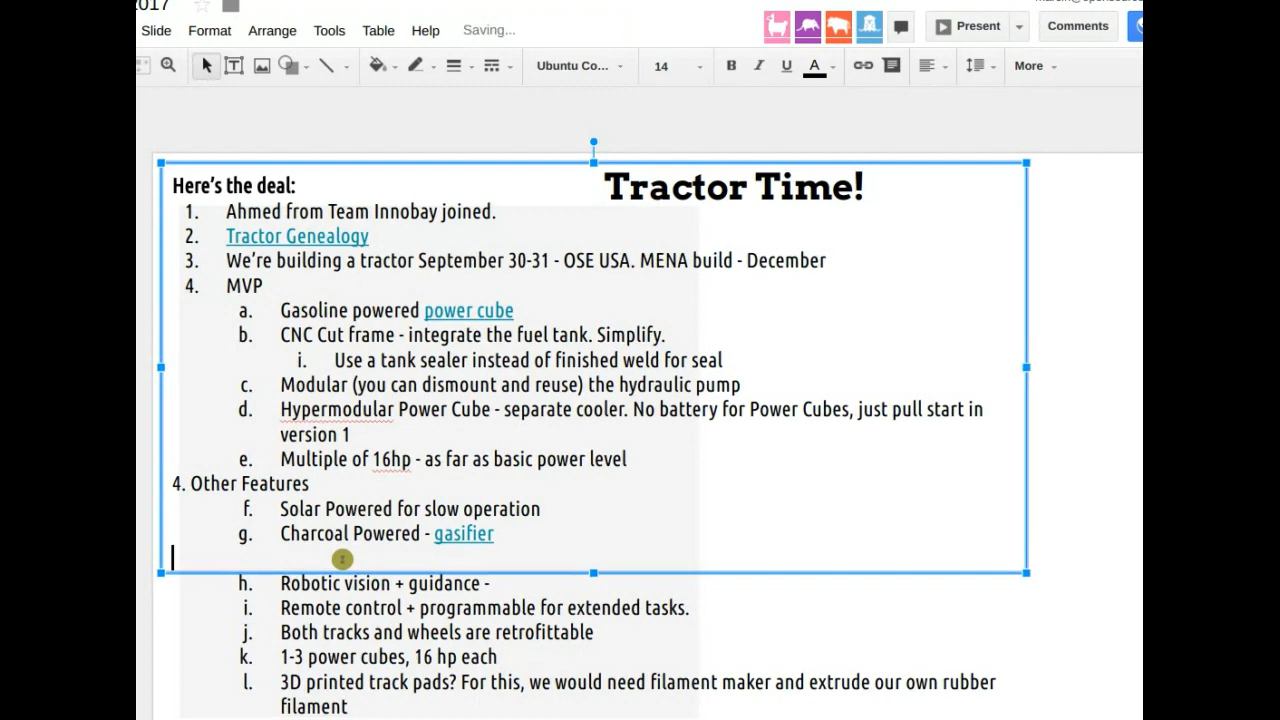 2017
Slide Format Arrange Tools Table Help Saving... Present Comments
Ubuntu Co... 14 B I U A More
Tractor Time!
Here's the deal:
1. Ahmed from Team Innobay joined.
2. Tractor Genealogy
3. We're building a tractor September 30-31 - OSE USA. MENA build - December
4. MVP
a. Gasoline powered power cube
b. CNC Cut frame - integrate the fuel tank. Simplify.
i. Use a tank sealer instead of finished weld for seal
c. Modular (you can dismount and reuse) the hydraulic pump
d. Hypermodular Power Cube - separate cooler. No battery for Power Cubes, just pull start in
version 1
e. Multiple of 16hp - as far as basic power level
4. Other Features
f. Solar Powered for slow operation
g. Charcoal Powered - gasifier
h. Robotic vision + guidance -
i. Remote control + programmable for extended tasks.
j. Both tracks and wheels are retrofittable
k. 1-3 power cubes, 16 hp each
l. 3D printed track pads? For this, we would need filament maker and extrude our own rubber
filament